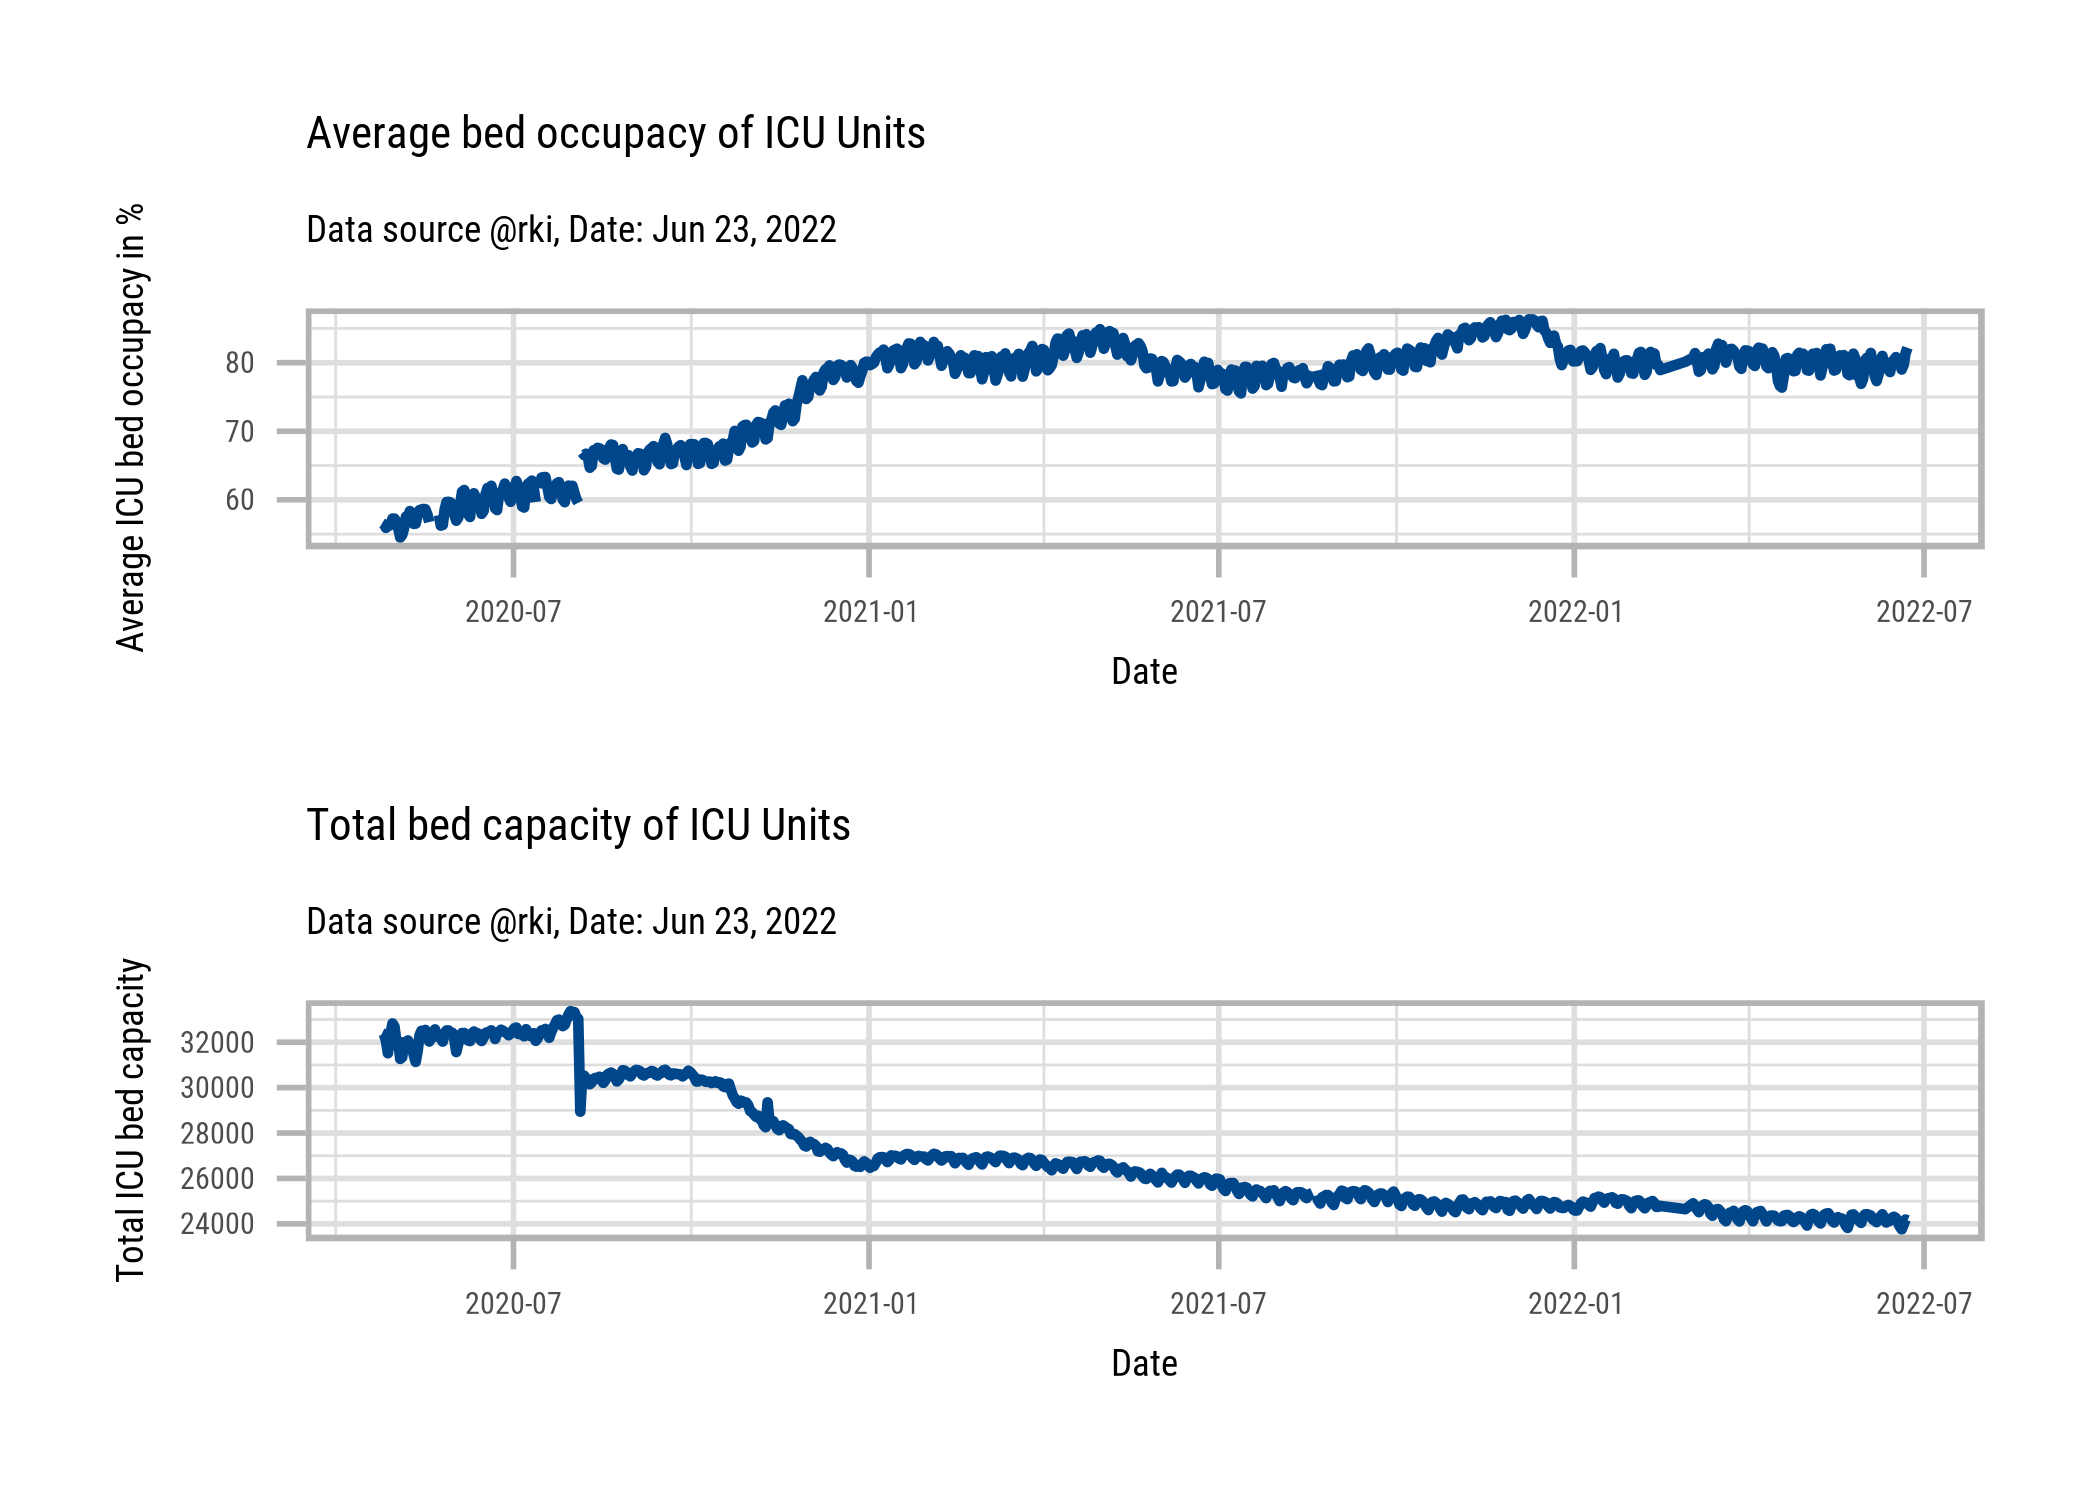 Average bed occupacy of ICU Units
Data source @rki, Date: Jun 23, 2022
Average ICU bed occupacy in %
80
70
60
2020-07 2021-01 2021-07 2022-01 2022-07
Date
Total bed capacity of ICU Units
Data source @rki, Date: Jun 23, 2022
Total ICU bed capacity
32000
30000
28000
26000
24000
2020-07 2021-01 2021-07 2022-01 2022-07
Date